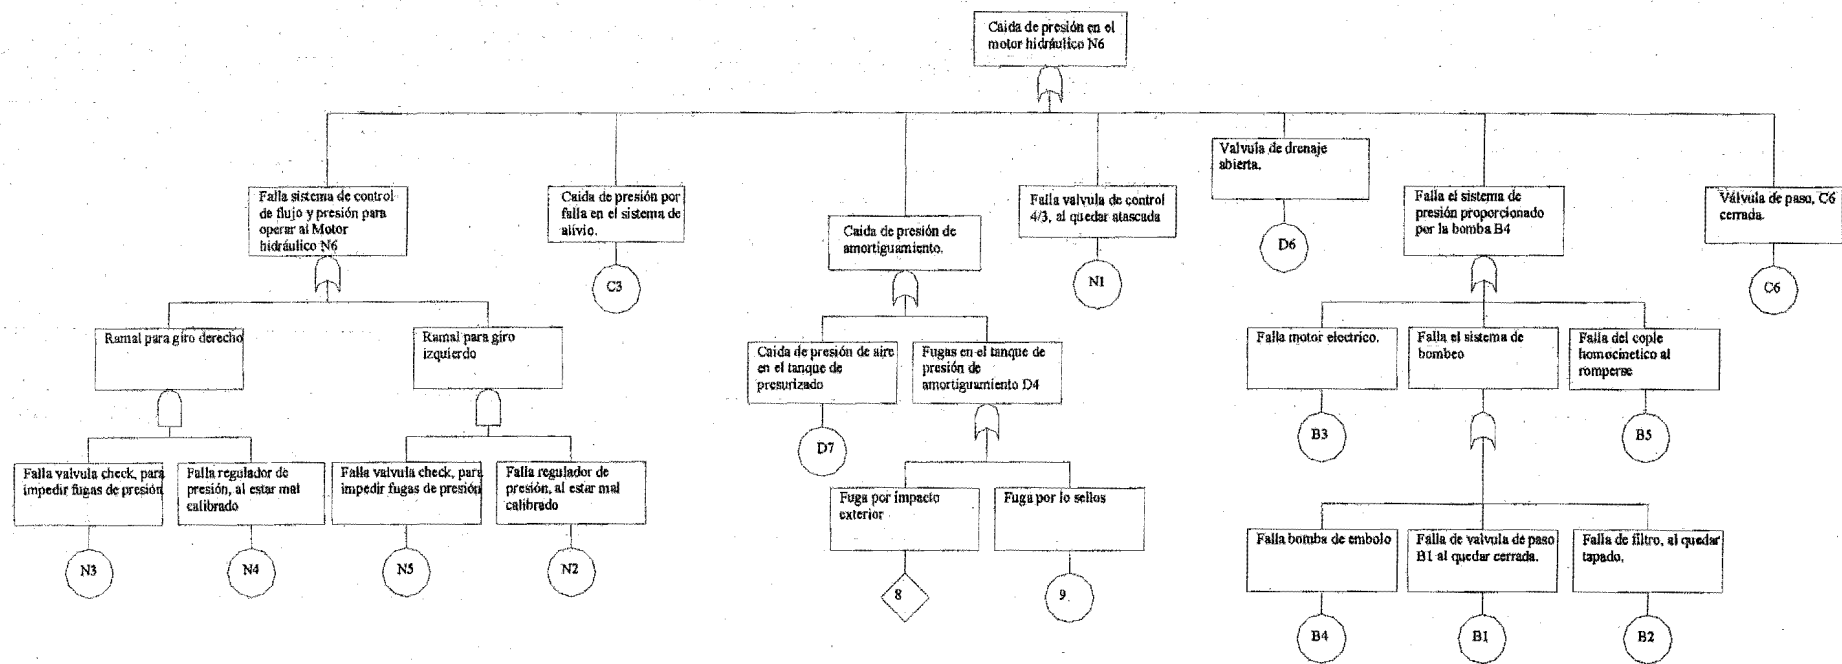 Caida de presión en el
motor hidráulico N6
Falla sistema de control
de flujo y presión para
operar al Motor
hidráulico N6
Caida de presión por
falla en el sistema de
alivio.
C3
Caida de presión de
amortiguamiento.
Falla valvula de control
4/3, al quedar atascada
N1
Valvula de drenaje
abierta.
D6
Falla el sistema de
presión proporcionado
por la bomba B4
Válvula de paso, C6
cerrada.
C6
Ramal para giro derecho
Ramal para giro
izquierdo
Caida de presión de aire
en el tanque de
presurizado
D7
Fugas en el tanque de
presión de
amortiguamiento D4
Falla motor electrico.
B3
Falla el sistema de
bombeo
Falla del cople
homocinetico al
romperse
B5
Falla valvula check, para
impedir fugas de presión
N3
Falla regulador de
presión, al estar mal
calibrado
N4
Falla valvula check, para
impedir fugas de presión
N5
Falla regulador de
presión, al estar mal
calibrado
N2
Fuga por impacto
exterior
8
Fuga por lo sellos
9
Falla bomba de embolo
B4
Falla de valvula de paso
B1 al quedar cerrada.
B1
Falla de filtro, al quedar
tapado.
B2